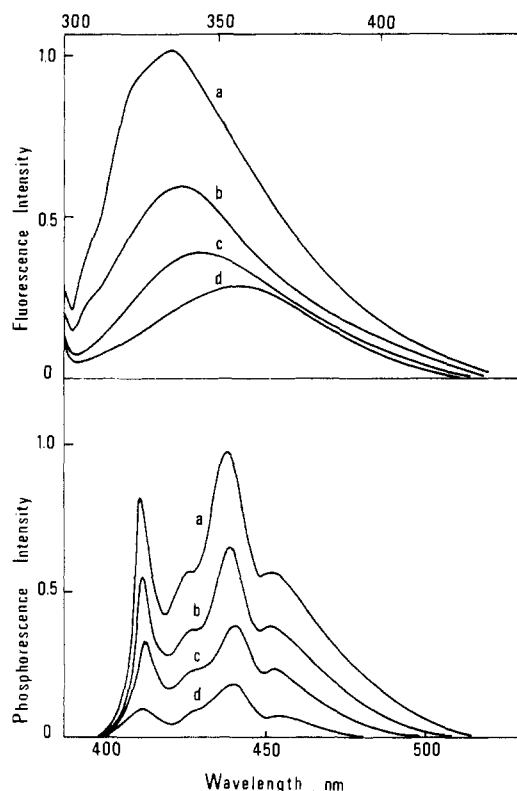 300 350 400
1.0
a
b
0.5
c
d
0
Fluorescence Intensity
1.0
a
0.5
b
c
d
0
Phosphorescence Intensity
400 450 500
Wavelength nm